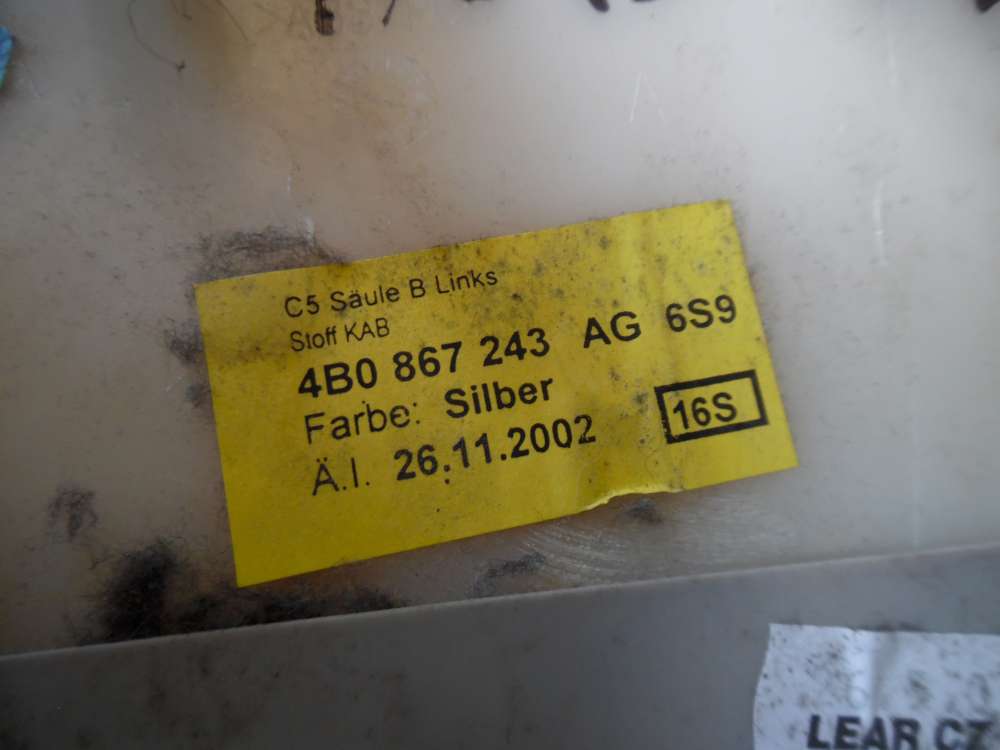 C5 Säule B Links
Stoff KAB
4B0 867 243 AG 6S9
Farbe: Silber
Ä.I. 26.11.2002 16S
LEAR CZ